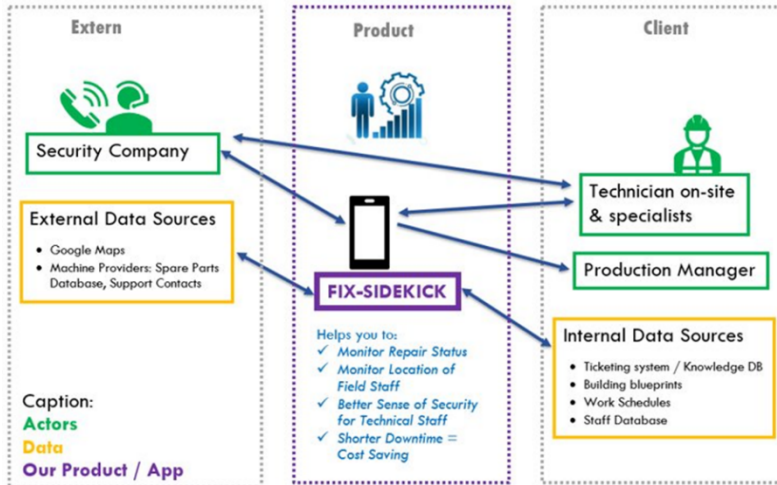 Extern
Security Company
External Data Sources
• Google Maps
• Machine Providers: Spare Parts
Database, Support Contacts
Caption:
Actors
Data
Our Product / App
Product
FIX-SIDEKICK
Helps you to:
✓ Monitor Repair Status
✓ Monitor Location of
Field Staff
✓ Better Sense of Security
for Technical Staff
✓ Shorter Downtime =
Cost Saving
Client
Technician on-site
& specialists
Production Manager
Internal Data Sources
• Ticketing system / Knowledge DB
• Building blueprints
• Work Schedules
• Staff Database